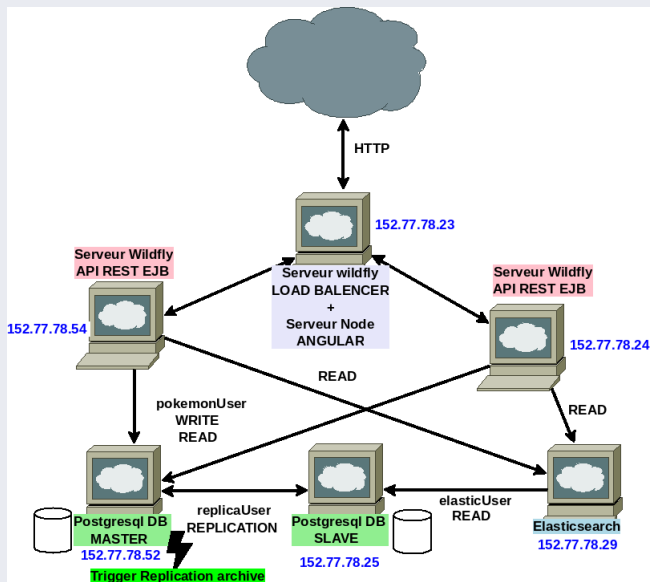 HTTP
152.77.78.23
Serveur Wildfly
API REST EJB
Serveur wildfly
LOAD BALENCER
+
Serveur Node
ANGULAR
Serveur Wildfly
API REST EJB
152.77.78.54
152.77.78.24
READ
pokemonUser
WRITE
READ
READ
Postgresql DB
MASTER
152.77.78.52
replicaUser
REPLICATION
Postgresql DB
SLAVE
152.77.78.25
elasticUser
READ
Elasticsearch
152.77.78.29
Trigger Replication archive